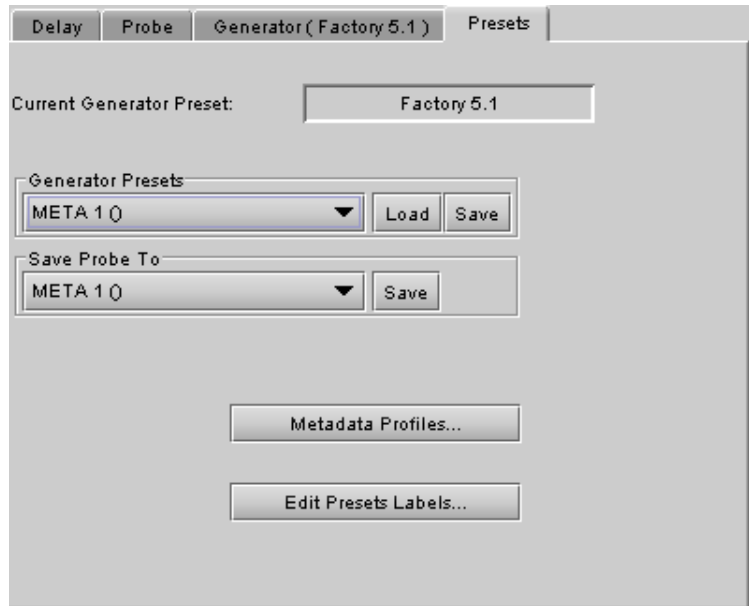 Delay Probe Generator ( Factory 5.1 ) Presets
Current Generator Preset: Factory 5.1
Generator Presets
META 1 () Load Save
Save Probe To
META 1 () Save
Metadata Profiles...
Edit Presets Labels...